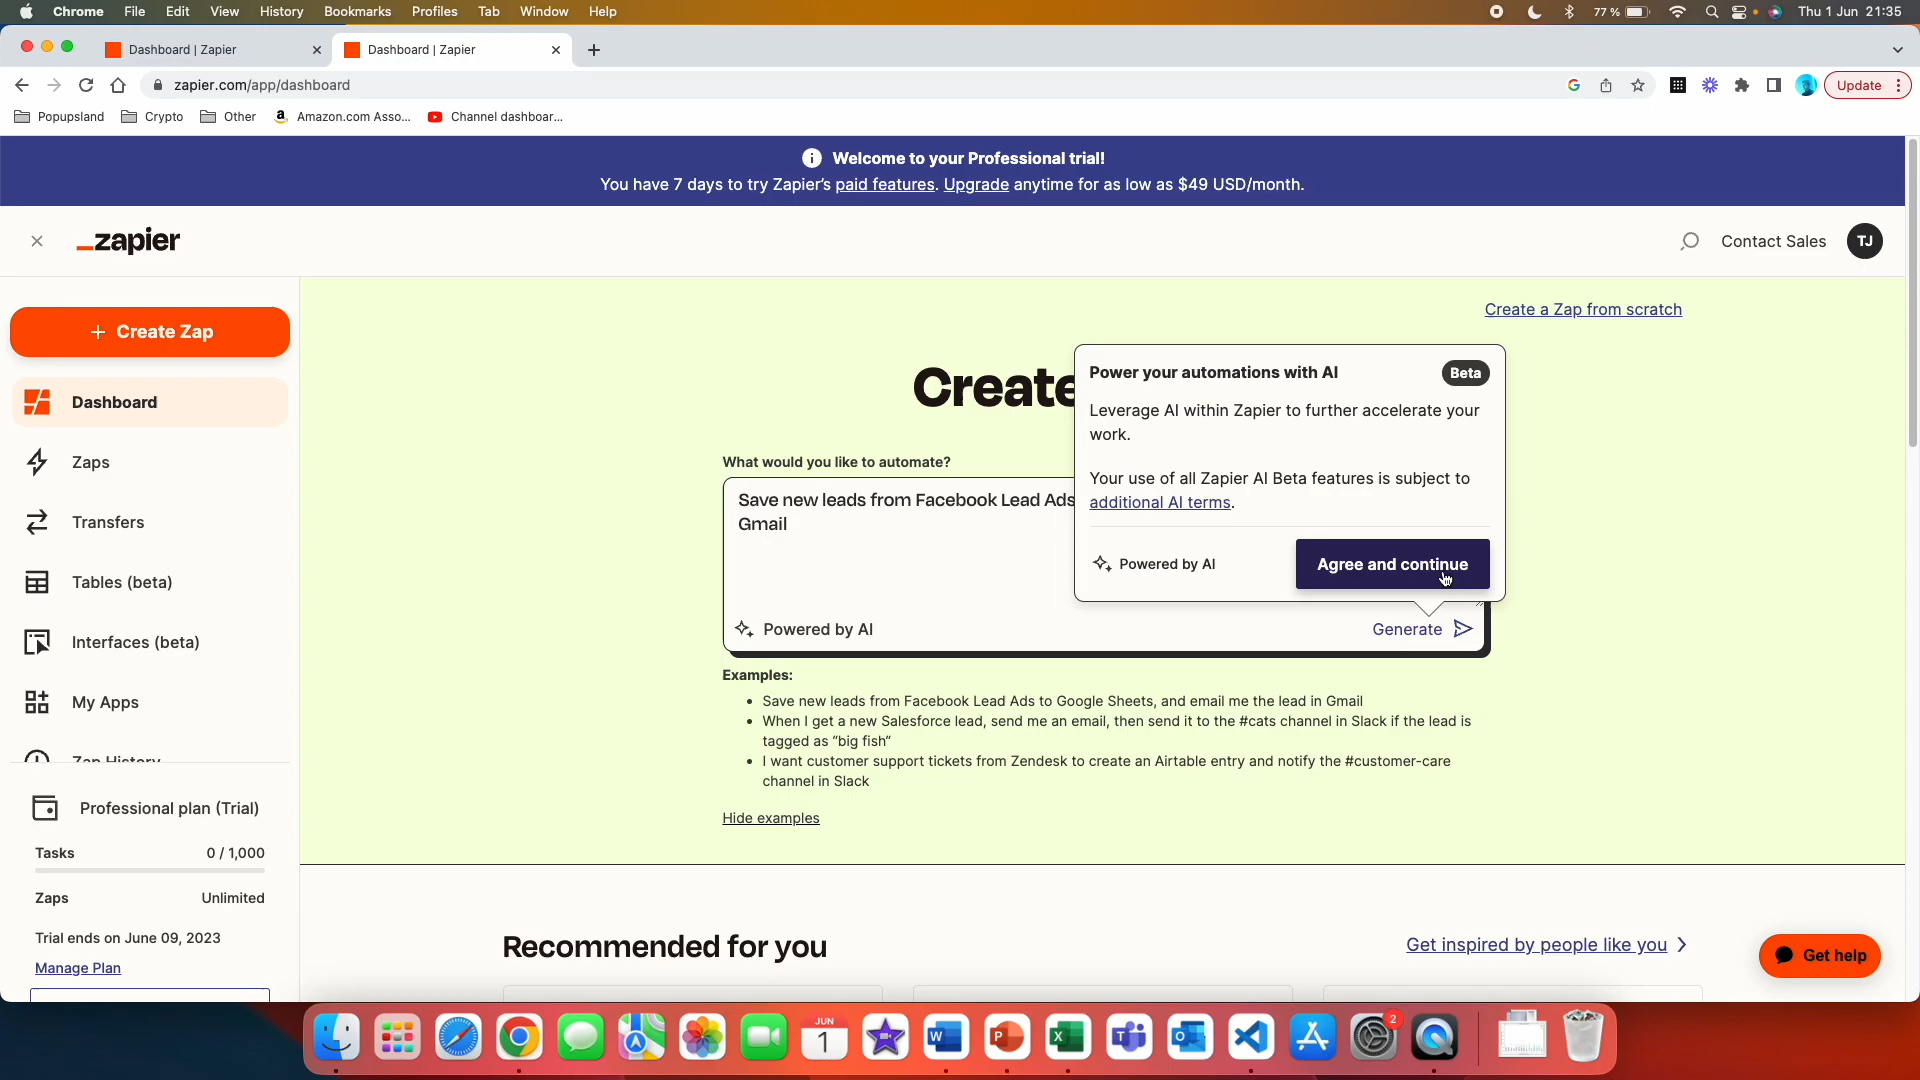 Chrome File Edit View History Bookmarks Profiles Tab Window Help 77 % Thu 1 Jun 21:35
Dashboard | Zapier Dashboard | Zapier
zapier.com/app/dashboard Update
Popupsland Crypto Other Amazon.com Asso... Channel dashboar...
Welcome to your Professional trial!
You have 7 days to try Zapier's paid features. Upgrade anytime for as low as $49 USD/month.
_zapier Contact Sales TJ
Create a Zap from scratch
+ Create Zap
Dashboard
Zaps
Transfers
Tables (beta)
Interfaces (beta)
My Apps
Zap History
Professional plan (Trial)
Tasks 0 / 1,000
Zaps Unlimited
Trial ends on June 09, 2023
Manage Plan
Create
What would you like to automate?
Save new leads from Facebook Lead Ads
Gmail
Powered by AI Generate
Power your automations with AI Beta
Leverage AI within Zapier to further accelerate your
work.
Your use of all Zapier AI Beta features is subject to
additional AI terms.
Powered by AI Agree and continue
Examples:
• Save new leads from Facebook Lead Ads to Google Sheets, and email me the lead in Gmail
• When I get a new Salesforce lead, send me an email, then send it to the #cats channel in Slack if the lead is
tagged as “big fish“
• I want customer support tickets from Zendesk to create an Airtable entry and notify the #customer-care
channel in Slack
Hide examples
Recommended for you Get inspired by people like you
Get help
JUN
1
W P X 2